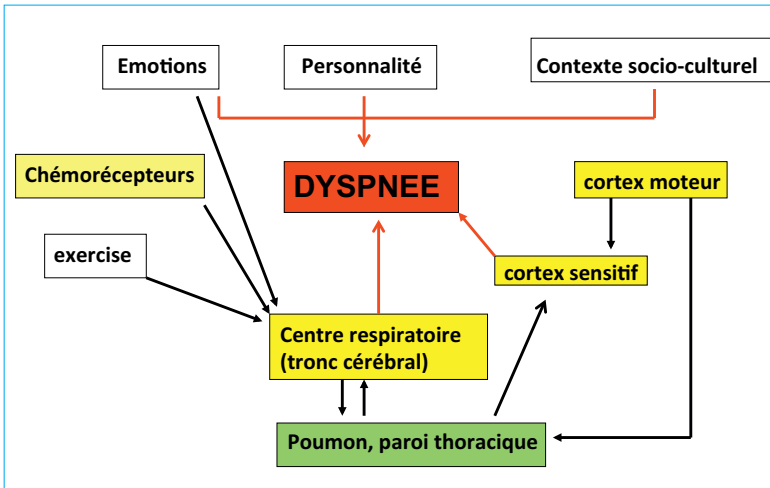 Emotions
Personnalité
Contexte socio-culturel
Chémorécepteurs
DYSPNEE
cortex moteur
exercise
cortex sensitif
Centre respiratoire
(tronc cérébral)
Poumon, paroi thoracique